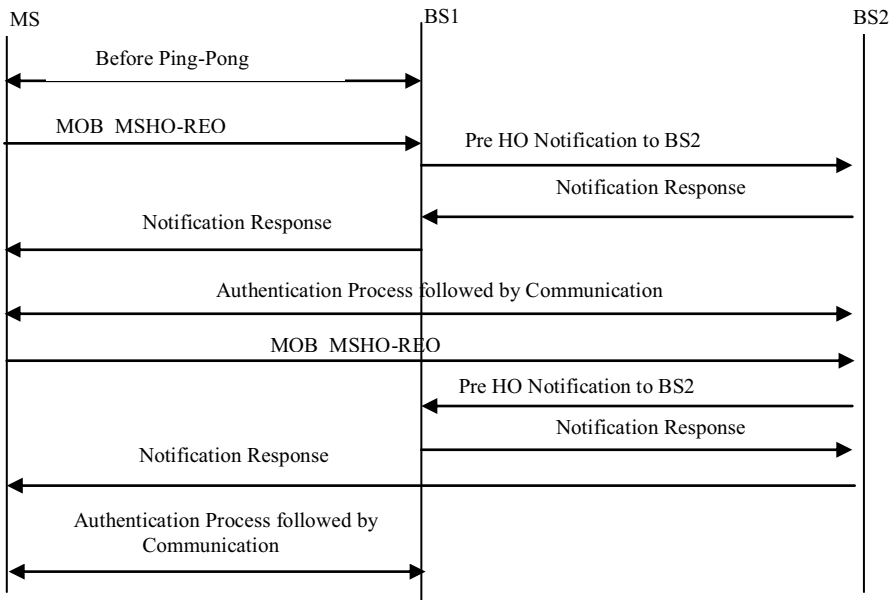 MS BS1 BS2
Before Ping-Pong
MOB MSHO-REO
Pre HO Notification to BS2
Notification Response
Notification Response
Authentication Process followed by Communication
MOB MSHO-REO
Pre HO Notification to BS2
Notification Response
Notification Response
Authentication Process followed by
Communication